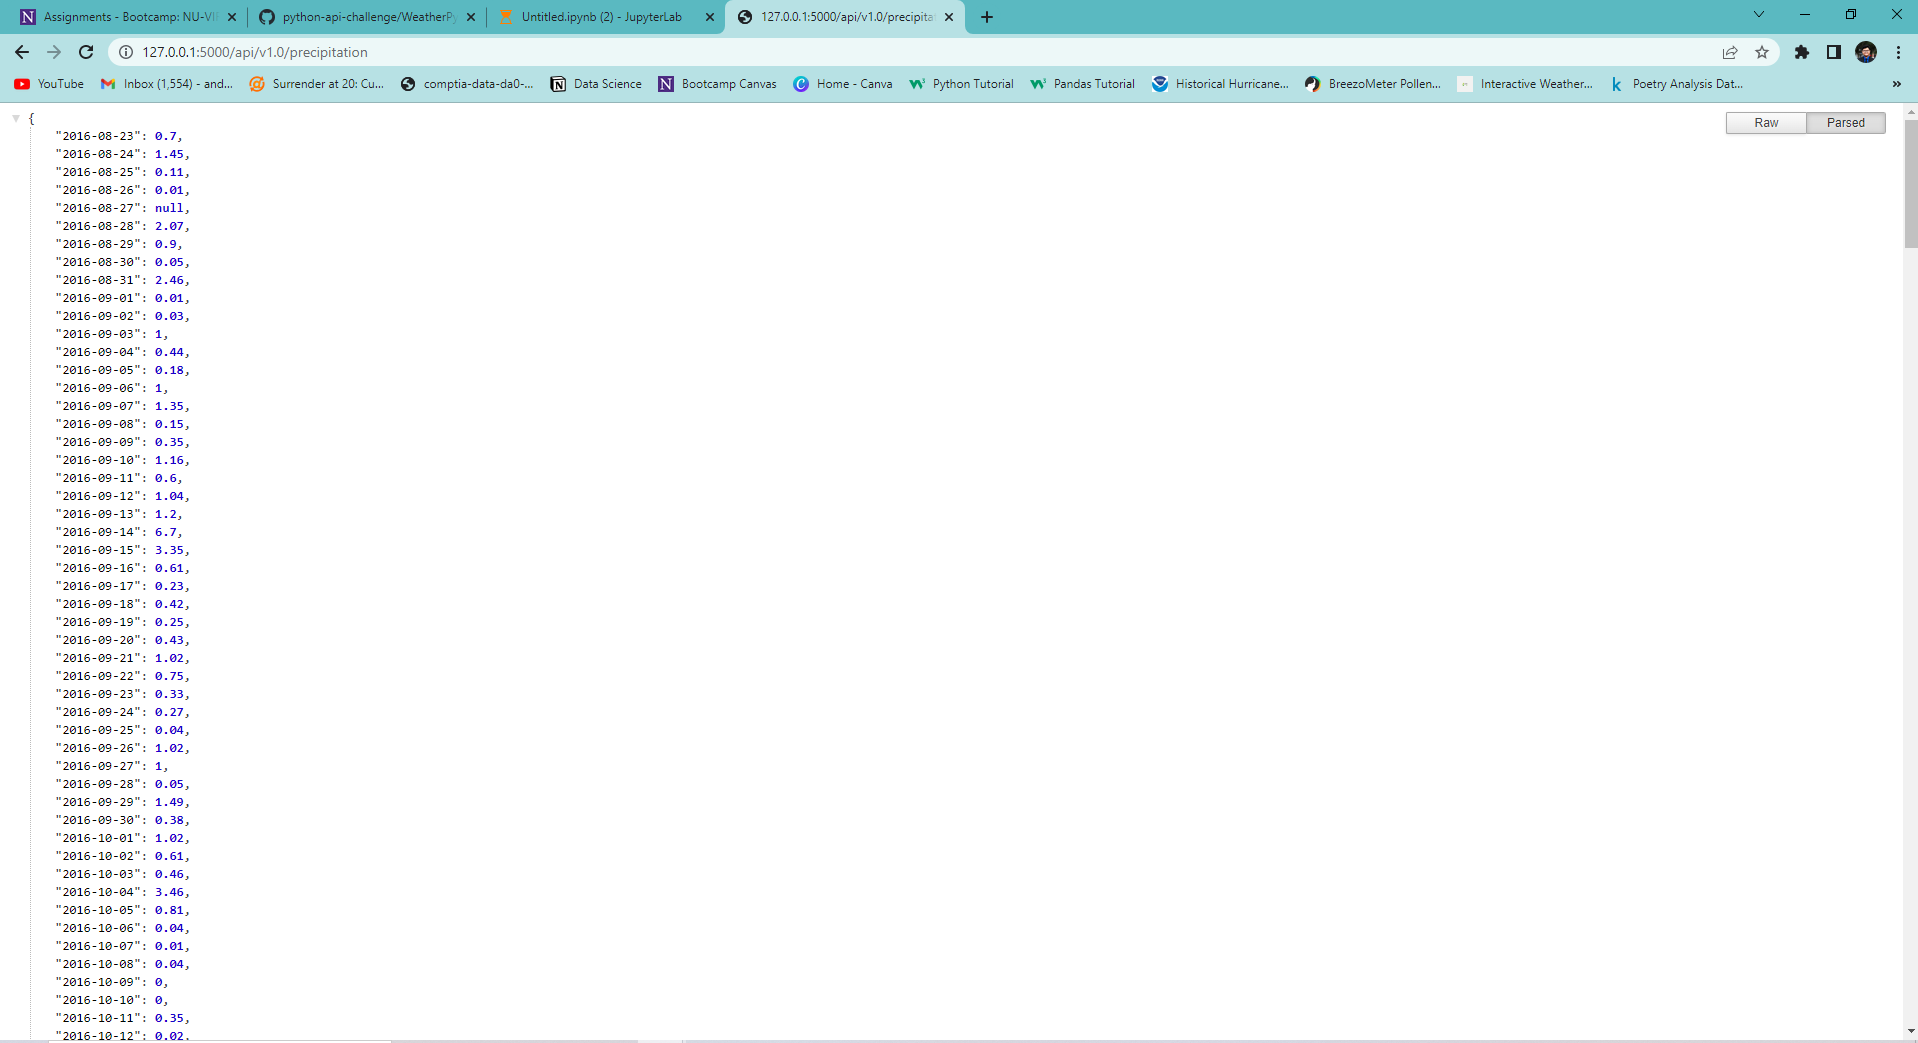 Assignments - Bootcamp: NU-VI
python-api-challenge/WeatherPy
Untitled.ipynb (2) - JupyterLab
127.0.0.1:5000/api/v1.0/precipita
127.0.0.1:5000/api/v1.0/precipitation
YouTube
Inbox (1,554) - and...
Surrender at 20: Cu...
comptia-data-da0-...
Data Science
Bootcamp Canvas
Home - Canva
Python Tutorial
Pandas Tutorial
Historical Hurricane...
BreezoMeter Pollen...
Interactive Weather...
Poetry Analysis Dat...
»
Raw
Parsed
{
"2016-08-23": 0.7,
"2016-08-24": 1.45,
"2016-08-25": 0.11,
"2016-08-26": 0.01,
"2016-08-27": null,
"2016-08-28": 2.07,
"2016-08-29": 0.9,
"2016-08-30": 0.05,
"2016-08-31": 2.46,
"2016-09-01": 0.01,
"2016-09-02": 0.03,
"2016-09-03": 1,
"2016-09-04": 0.44,
"2016-09-05": 0.18,
"2016-09-06": 1,
"2016-09-07": 1.35,
"2016-09-08": 0.15,
"2016-09-09": 0.35,
"2016-09-10": 1.16,
"2016-09-11": 0.6,
"2016-09-12": 1.04,
"2016-09-13": 1.2,
"2016-09-14": 6.7,
"2016-09-15": 3.35,
"2016-09-16": 0.61,
"2016-09-17": 0.23,
"2016-09-18": 0.42,
"2016-09-19": 0.25,
"2016-09-20": 0.43,
"2016-09-21": 1.02,
"2016-09-22": 0.75,
"2016-09-23": 0.33,
"2016-09-24": 0.27,
"2016-09-25": 0.04,
"2016-09-26": 1.02,
"2016-09-27": 1,
"2016-09-28": 0.05,
"2016-09-29": 1.49,
"2016-09-30": 0.38,
"2016-10-01": 1.02,
"2016-10-02": 0.61,
"2016-10-03": 0.46,
"2016-10-04": 3.46,
"2016-10-05": 0.81,
"2016-10-06": 0.04,
"2016-10-07": 0.01,
"2016-10-08": 0.04,
"2016-10-09": 0,
"2016-10-10": 0,
"2016-10-11": 0.35,
"2016-10-12": 0.02,